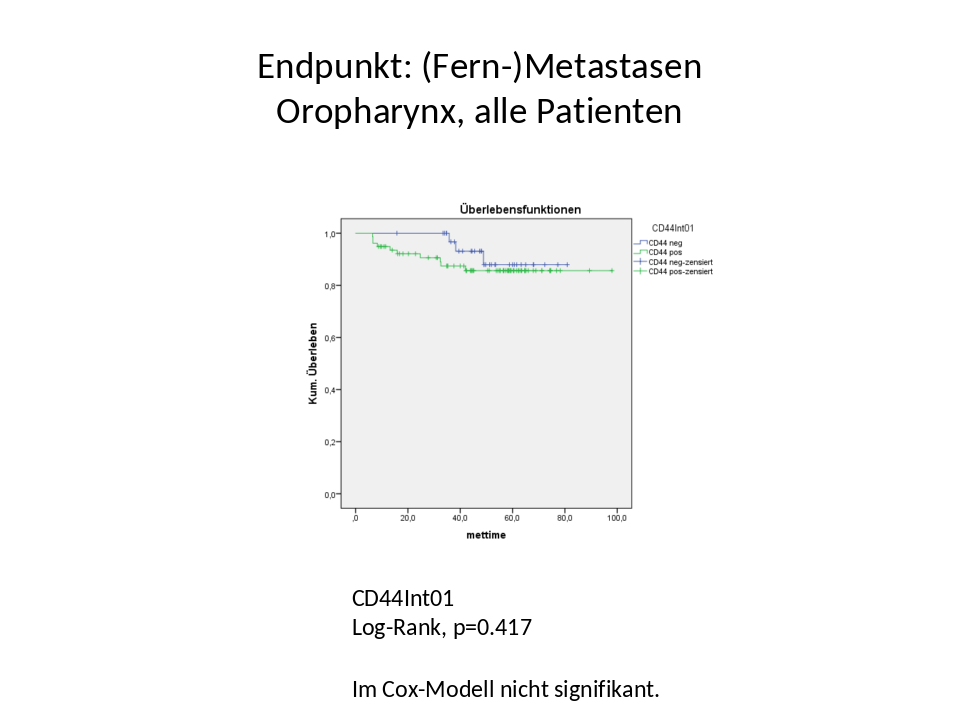 Endpunkt: (Fern-)Metastasen
Oropharynx, alle Patienten
Überlebensfunktionen
CD44Int01
CD44 neg
CD44 pos
CD44 neg-zensiert
CD44 pos-zensiert
Kum. Überleben
1,0
0,8
0,6
0,4
0,2
0,0
,0 20,0 40,0 60,0 80,0 100,0
mettime
CD44Int01
Log-Rank, p=0.417
Im Cox-Modell nicht signifikant.